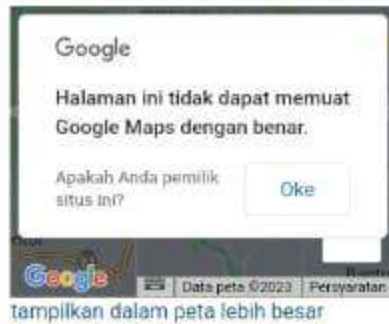 Google
Halaman ini tidak dapat memuat
Google Maps dengan benar.
Apakah Anda pemilik
situs ini?
Oke
Google
Data peta ©2023
Persyaratan
tampilkan dalam peta lebih besar